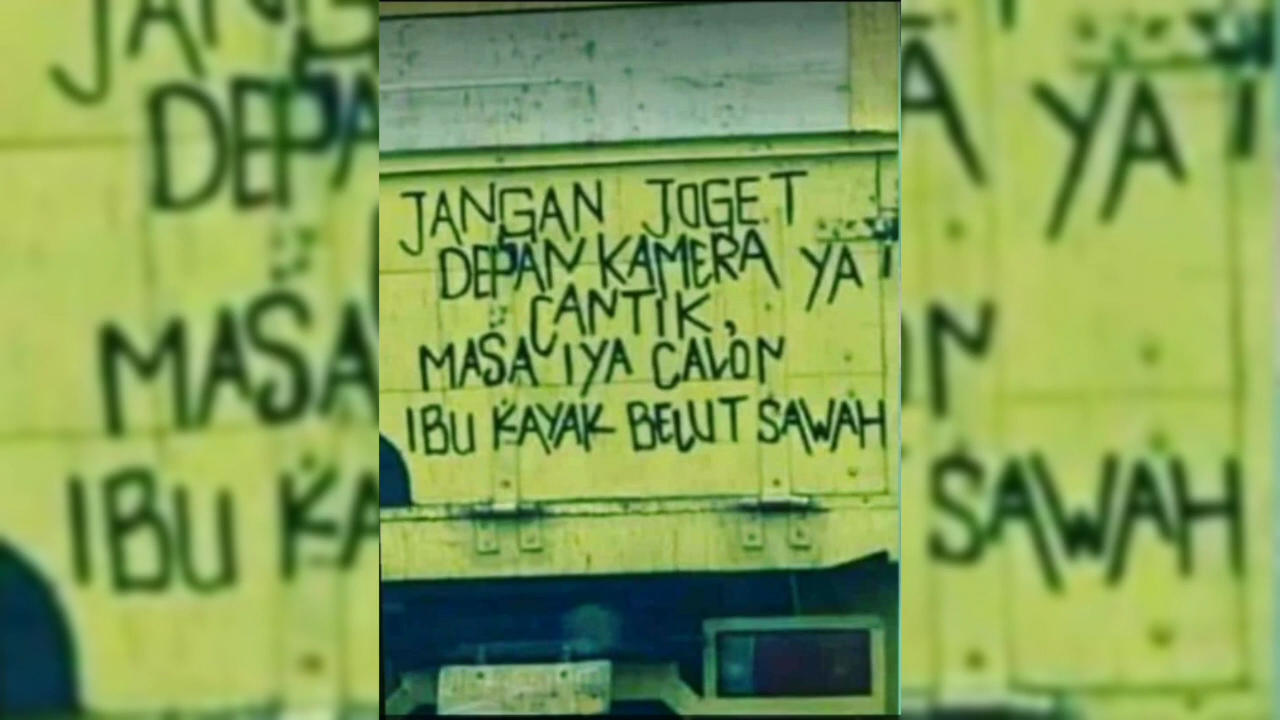 JANGAN JOGET
DEPAN KAMERA YA
CANTIK,
MASA IYA CALON
IBU KAYAK BELUT SAWAH